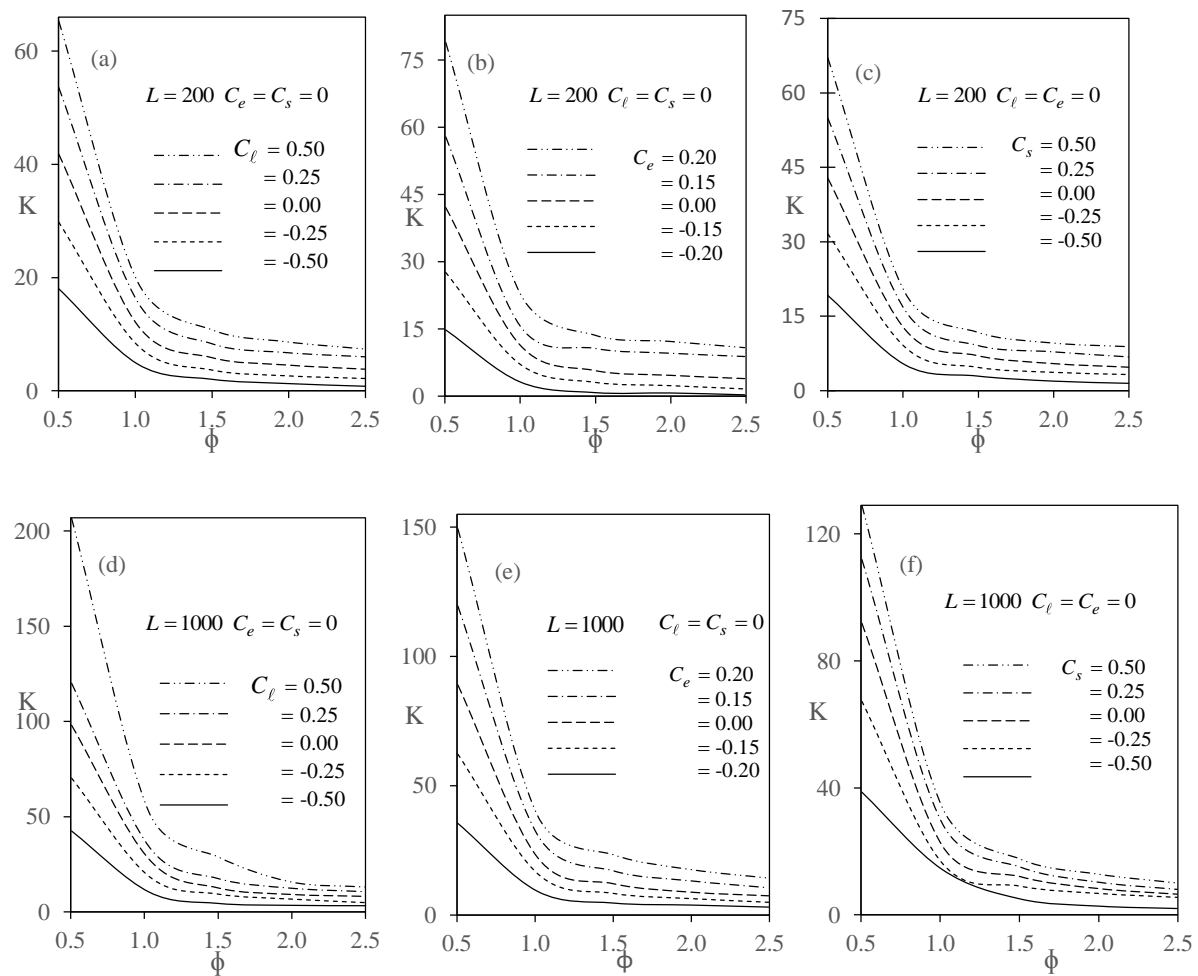 (a)
L = 200 C_e = C_s = 0
C_ℓ = 0.50
= 0.25
= 0.00
= -0.25
= -0.50
60
40
K
20
0
0.5 1.0 1.5 2.0 2.5
ϕ
(b)
L = 200 C_ℓ = C_s = 0
C_e = 0.20
= 0.15
= 0.00
= -0.15
= -0.20
75
60
45
K
30
15
0
0.5 1.0 1.5 2.0 2.5
ϕ
(c)
L = 200 C_ℓ = C_e = 0
C_s = 0.50
= 0.25
= 0.00
= -0.25
= -0.50
75
60
45
K
30
15
0
0.5 1.0 1.5 2.0 2.5
ϕ
(d)
L = 1000 C_e = C_s = 0
C_ℓ = 0.50
= 0.25
= 0.00
= -0.25
= -0.50
200
150
K
100
50
0
0.5 1.0 1.5 2.0 2.5
ϕ
(e)
L = 1000 C_ℓ = C_s = 0
C_e = 0.20
= 0.15
= 0.00
= -0.15
= -0.20
150
100
K
50
0
0.5 1.0 1.5 2.0 2.5
ϕ
(f)
L = 1000 C_ℓ = C_e = 0
C_s = 0.50
= 0.25
= 0.00
= -0.25
= -0.50
120
80
K
40
0
0.5 1.0 1.5 2.0 2.5
ϕ